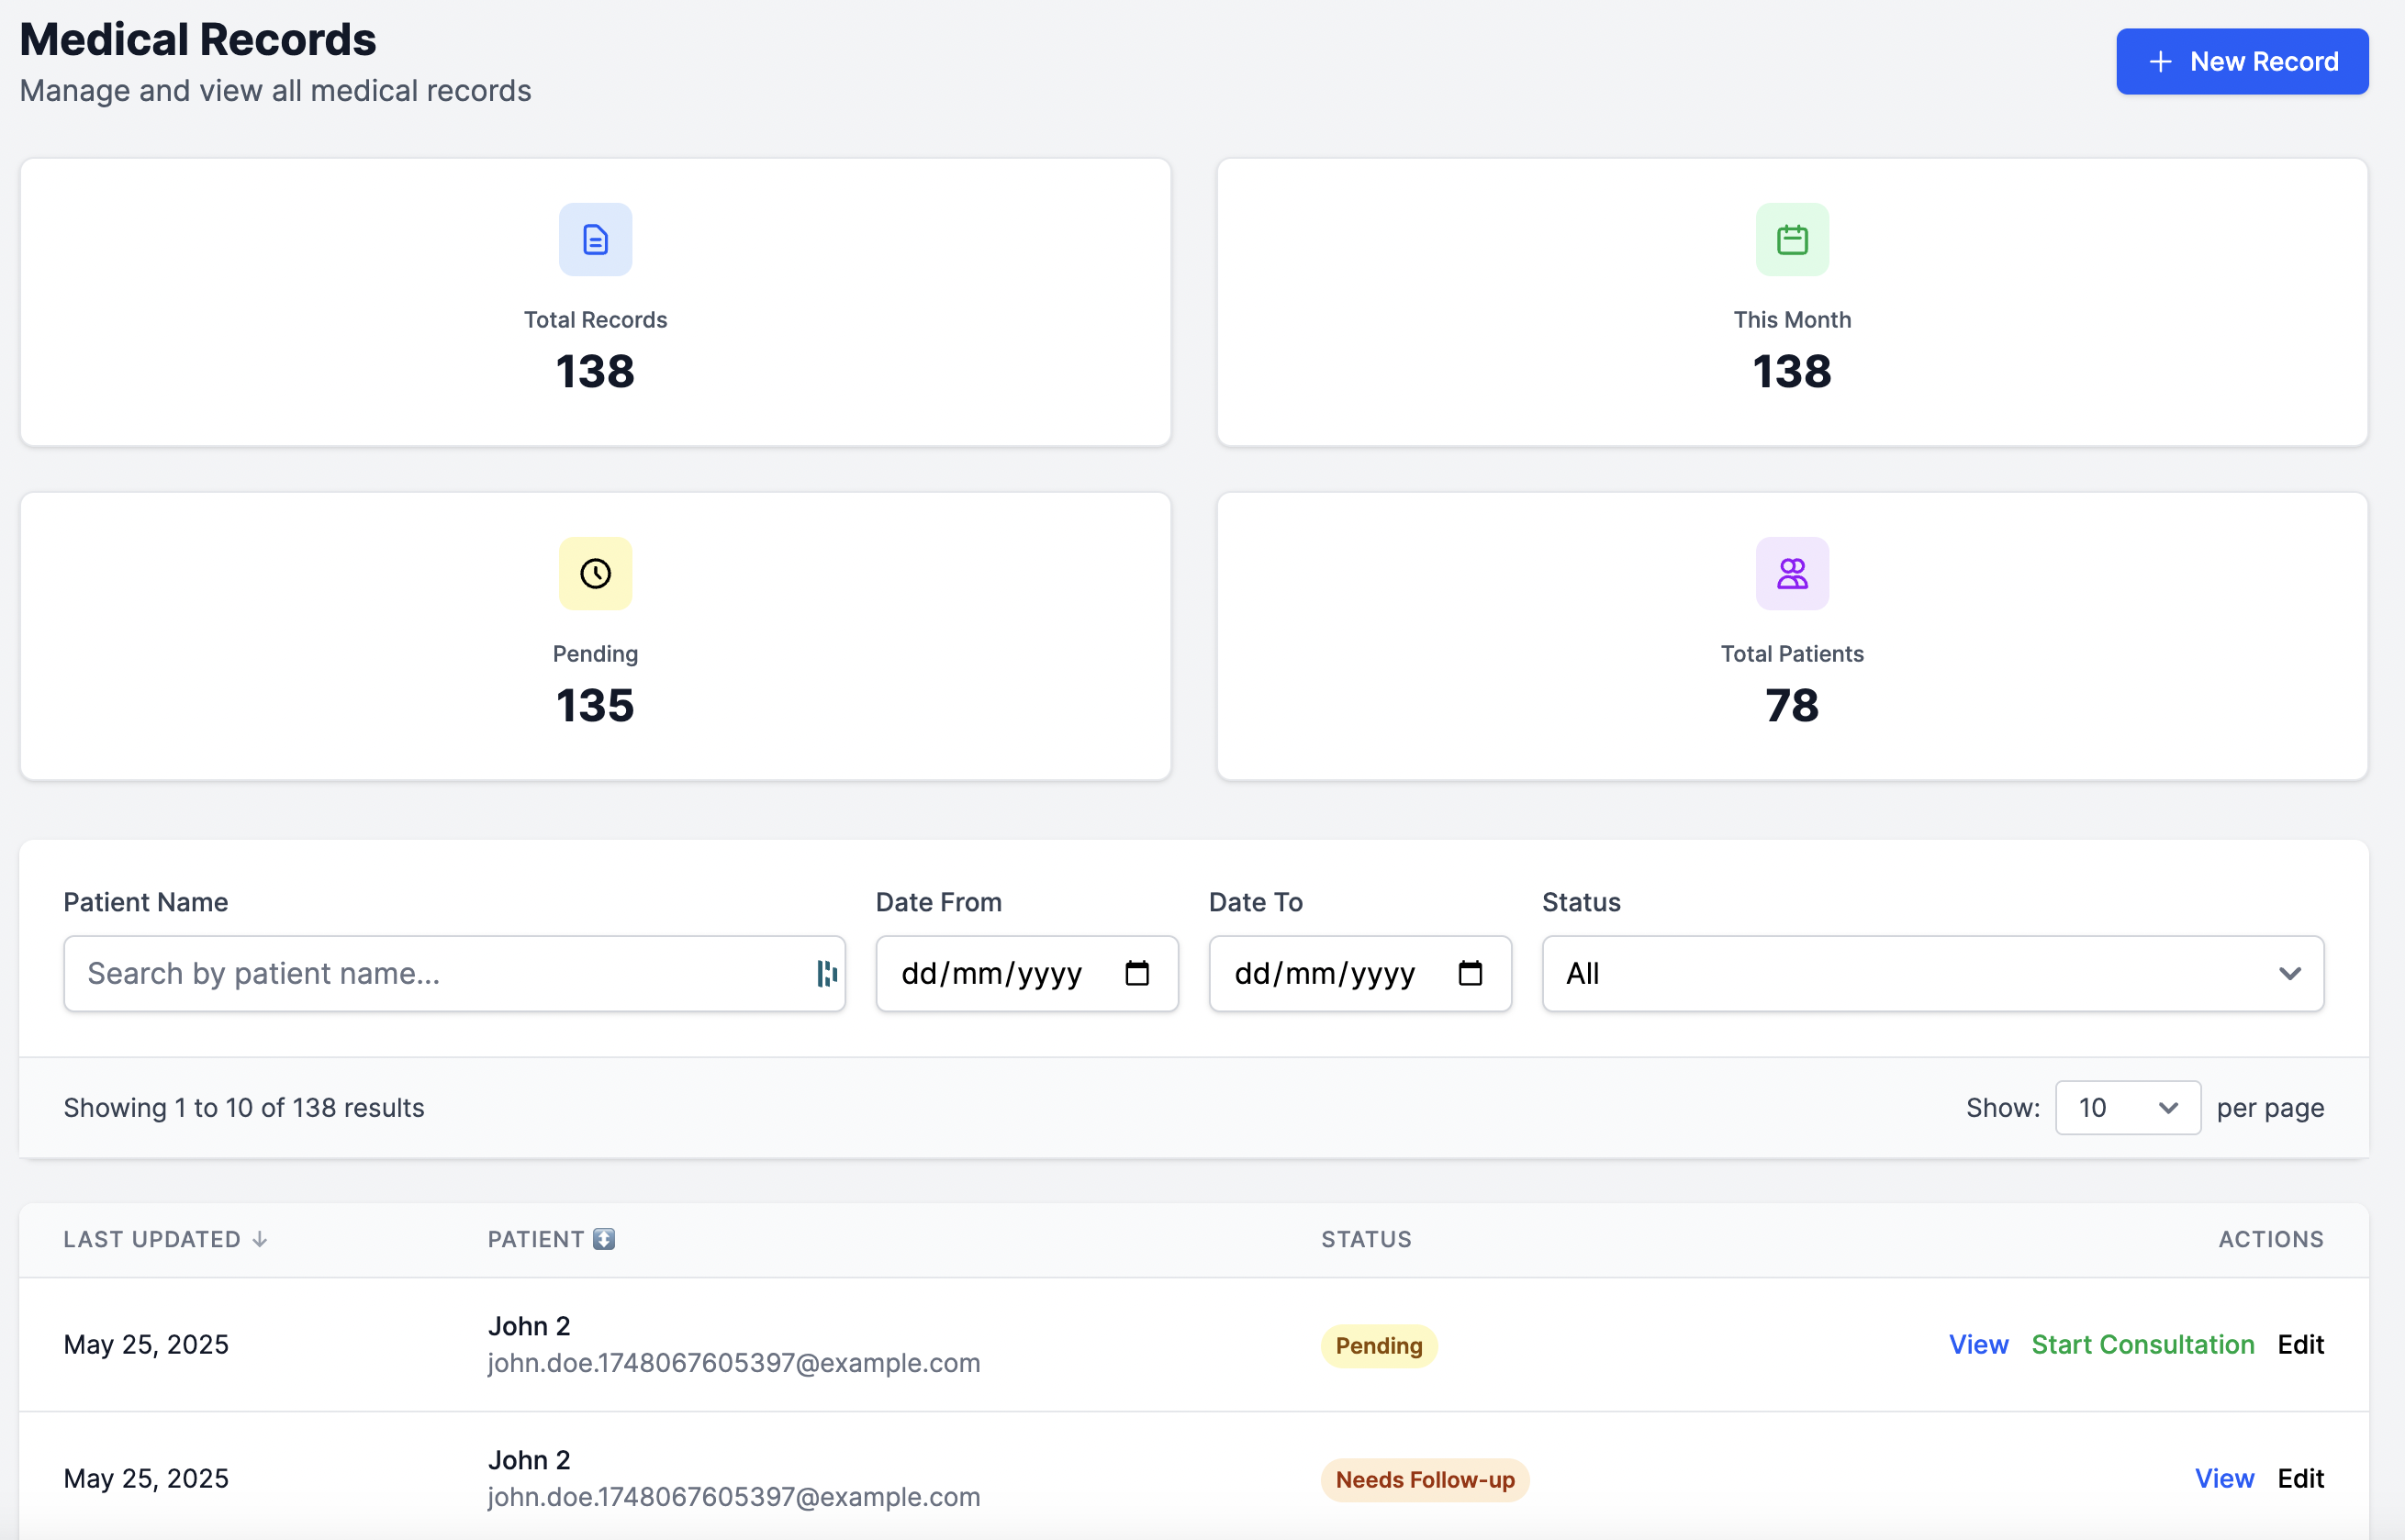 Medical Records
Manage and view all medical records
New Record
Total Records
138
This Month
138
Pending
135
Total Patients
78
Patient Name
Date From
Date To
Status
Search by patient name...
dd/mm/yyyy
dd/mm/yyyy
All
Showing 1 to 10 of 138 results
Show: 10 per page
LAST UPDATED ↓
PATIENT ↕
STATUS
ACTIONS
May 25, 2025
John 2
john.doe.1748067605397@example.com
Pending
View Start Consultation Edit
May 25, 2025
John 2
john.doe.1748067605397@example.com
Needs Follow-up
View Edit